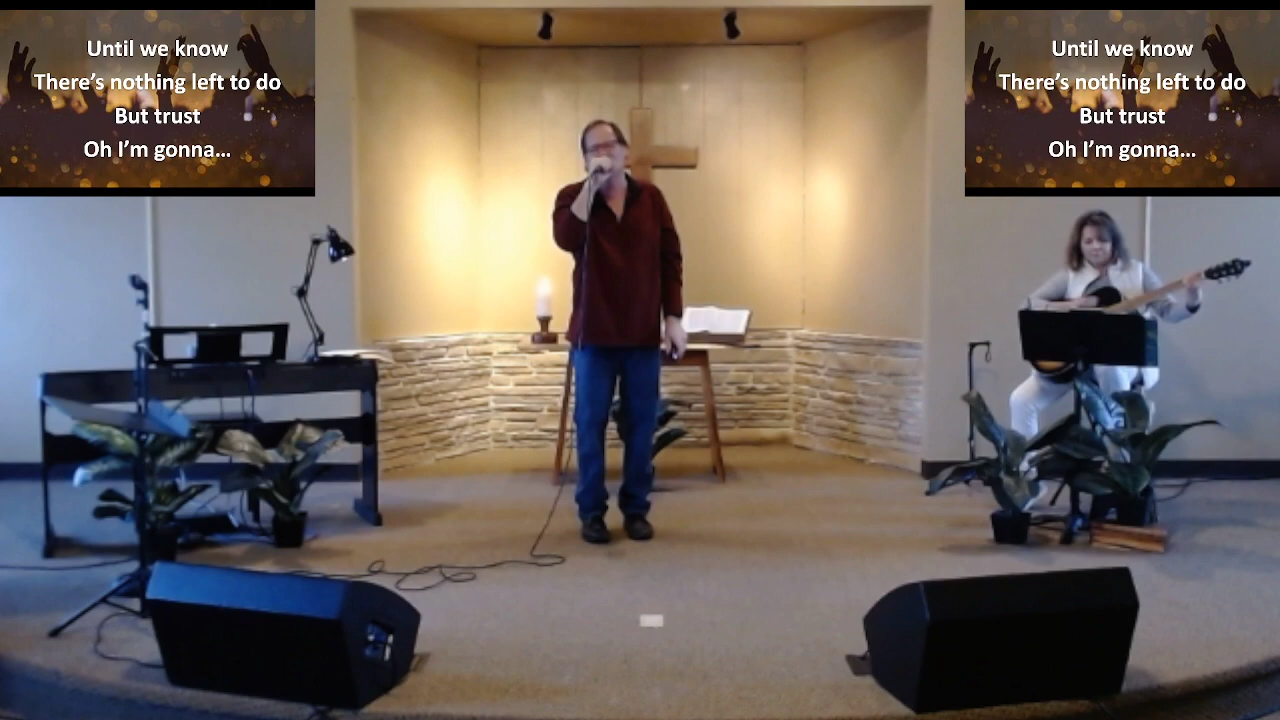 Until we know
There's nothing left to do
But trust
Oh I'm gonna...
Until we know
There's nothing left to do
But trust
Oh I'm gonna...